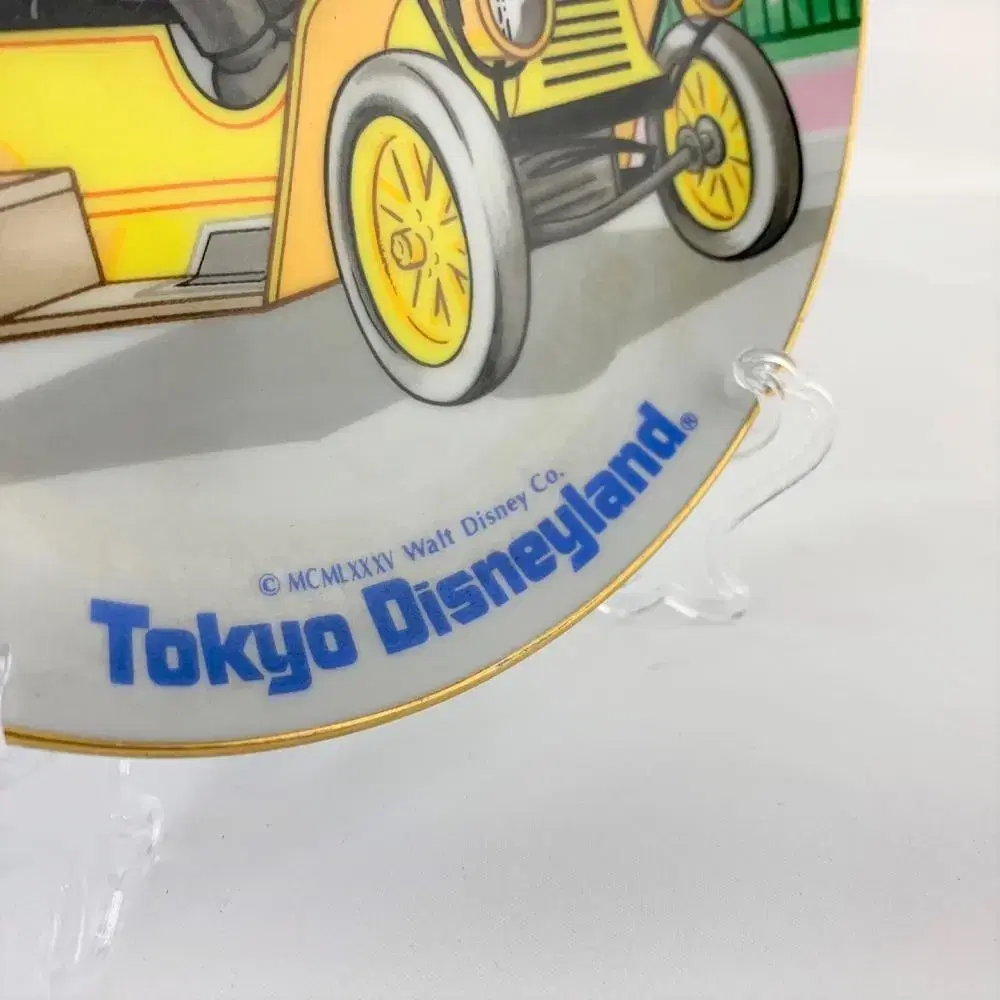 © MCMLXXXV Walt Disney Co.
Tokyo Disneyland®